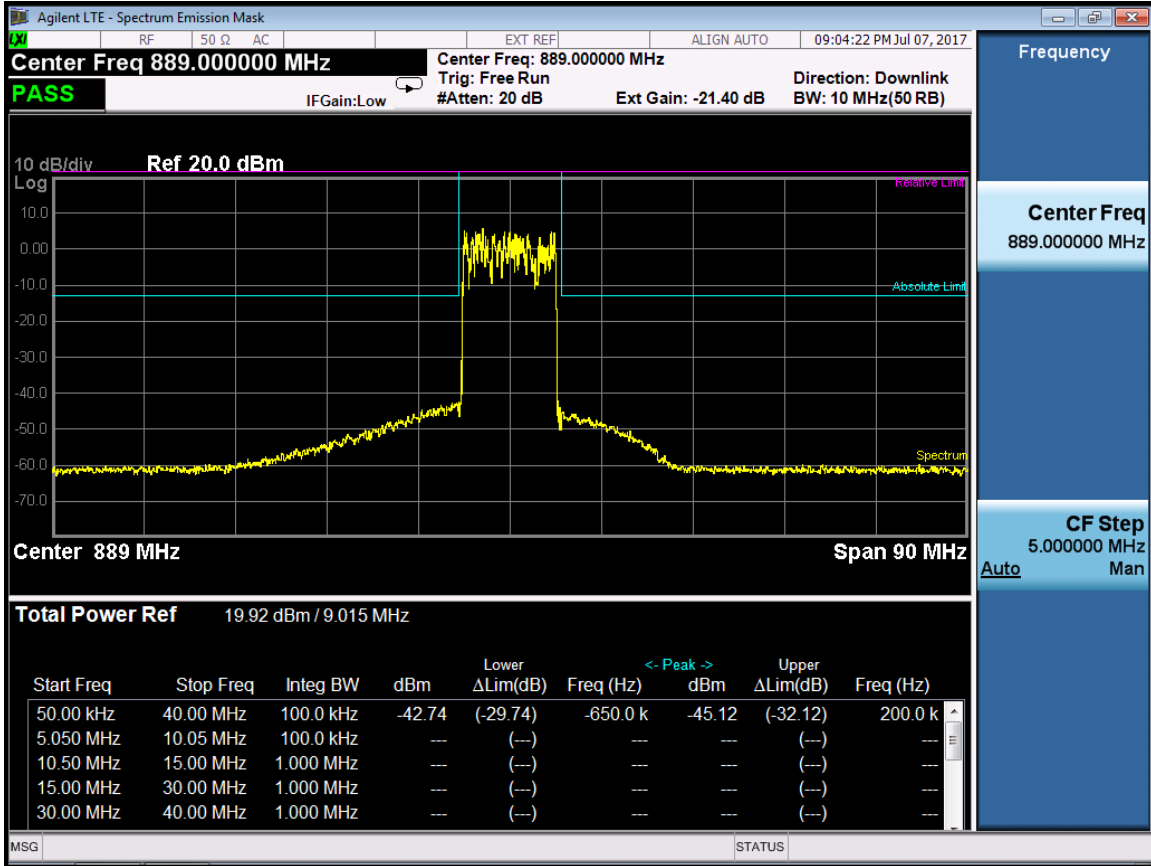 Agilent LTE - Spectrum Emission Mask
LXI RF 50 Ω AC EXT REF ALIGN AUTO 09:04:22 PM Jul 07, 2017
Center Freq 889.000000 MHz
Center Freq: 889.000000 MHz
Trig: Free Run Direction: Downlink
PASS IFGain:Low #Atten: 20 dB Ext Gain: -21.40 dB BW: 10 MHz(50 RB)
10 dB/div Ref 20.0 dBm
Log
Relative Limit
10.0
0.00
-10.0
Absolute Limit
-20.0
-30.0
-40.0
-50.0
-60.0
Spectrum
-70.0
Center 889 MHz Span 90 MHz
Total Power Ref 19.92 dBm / 9.015 MHz
Lower <- Peak -> Upper
Start Freq Stop Freq Integ BW dBm ΔLim(dB) Freq (Hz) dBm ΔLim(dB) Freq (Hz)
50.00 kHz 40.00 MHz 100.0 kHz -42.74 (-29.74) -650.0 k -45.12 (-32.12) 200.0 k
5.050 MHz 10.05 MHz 100.0 kHz --- (---) --- --- (---) ---
10.50 MHz 15.00 MHz 1.000 MHz --- (---) --- --- (---) ---
15.00 MHz 30.00 MHz 1.000 MHz --- (---) --- --- (---) ---
30.00 MHz 40.00 MHz 1.000 MHz --- (---) --- --- (---) ---
MSG STATUS
Frequency
Center Freq
889.000000 MHz
CF Step
5.000000 MHz
Auto Man